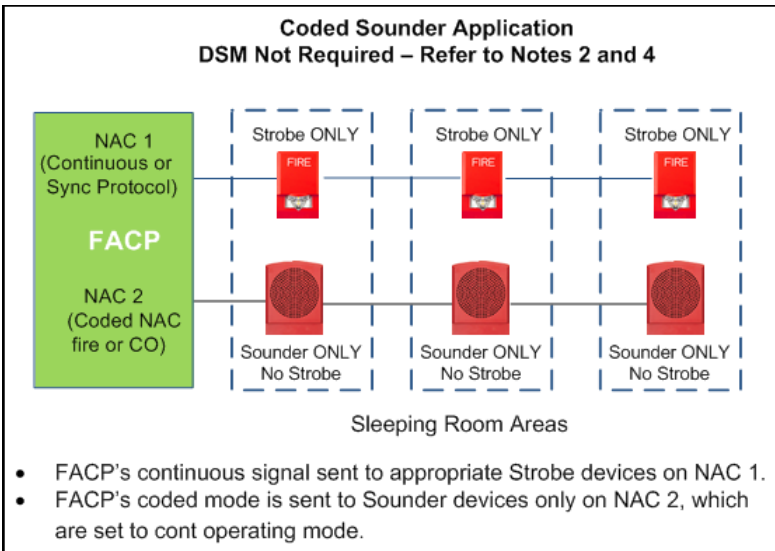 Coded Sounder Application
DSM Not Required – Refer to Notes 2 and 4
NAC 1
(Continuous or
Sync Protocol)
FACP
NAC 2
(Coded NAC
fire or CO)
Strobe ONLY
Strobe ONLY
Strobe ONLY
FIRE
FIRE
FIRE
Sounder ONLY
No Strobe
Sounder ONLY
No Strobe
Sounder ONLY
No Strobe
Sleeping Room Areas
• FACP's continuous signal sent to appropriate Strobe devices on NAC 1.
• FACP's coded mode is sent to Sounder devices only on NAC 2, which
are set to cont operating mode.